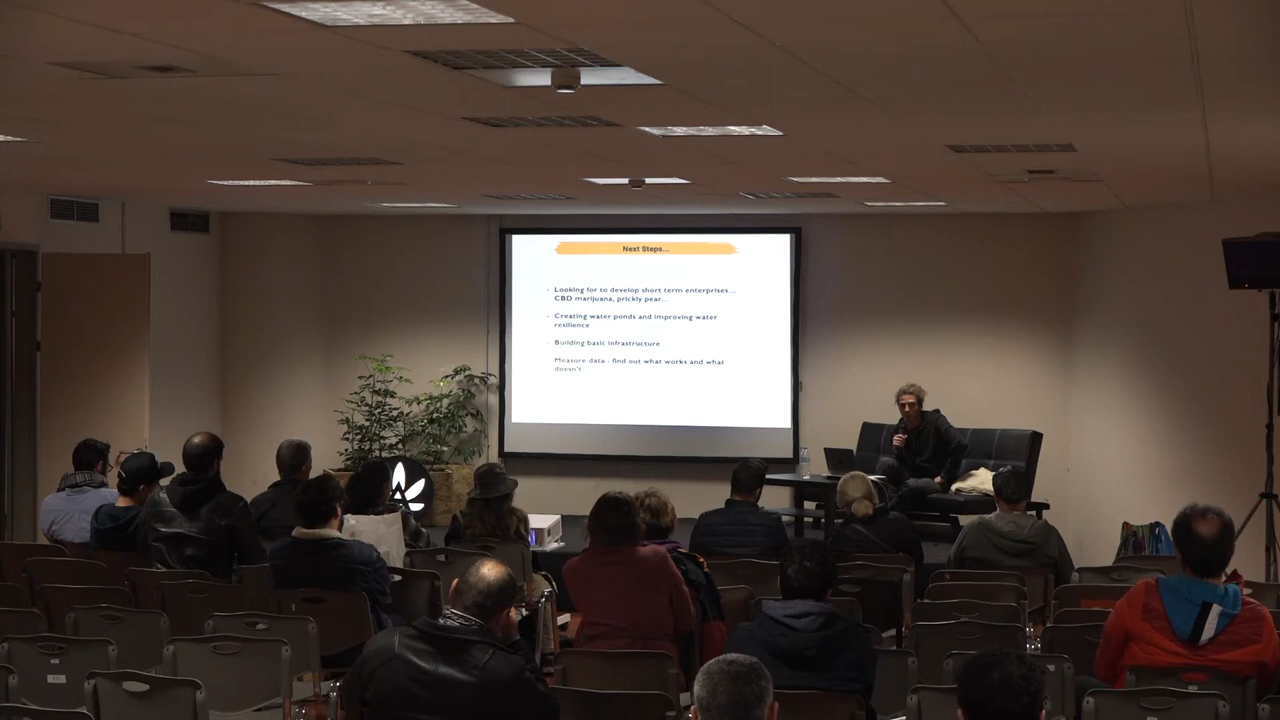 Next Steps...
- Looking for to develop short term enterprises...
CBD marijuana, prickly pear...
- Creating water ponds and improving water
resilience
- Building basic infrastructure
Measure data - find out what works and what
doesn't